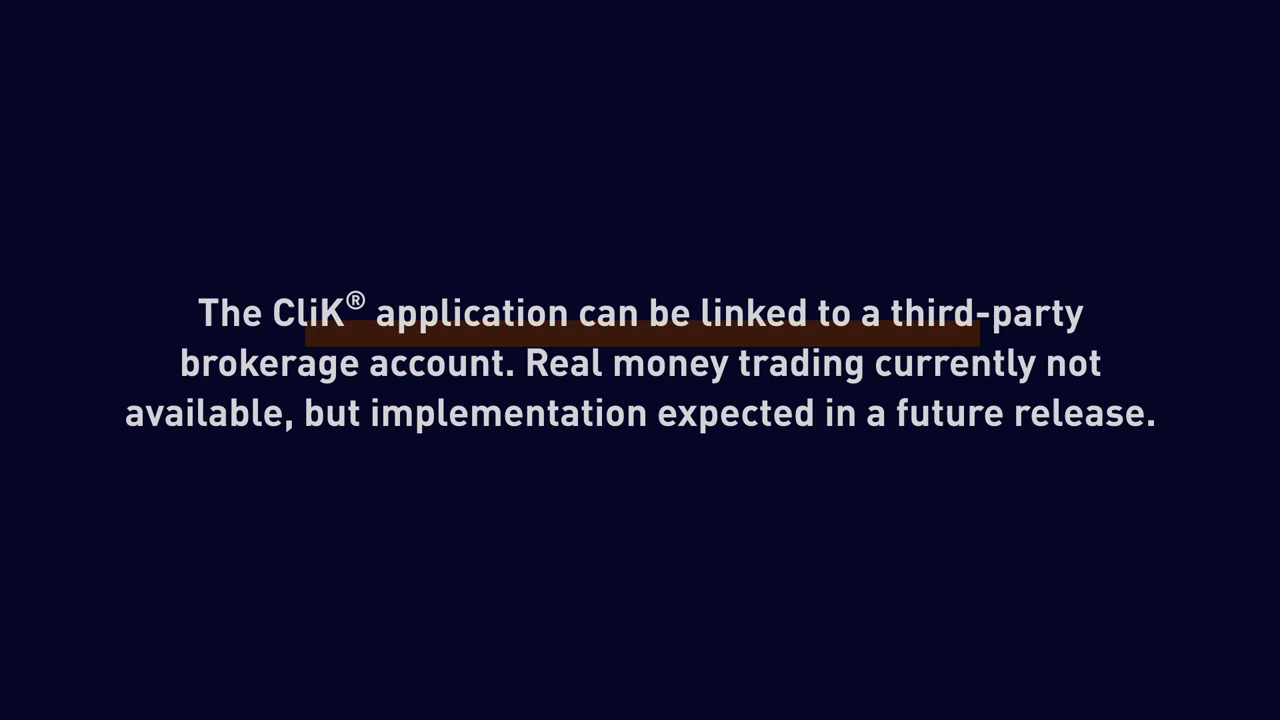 The CliK® application can be linked to a third-party
brokerage account. Real money trading currently not
available, but implementation expected in a future release.